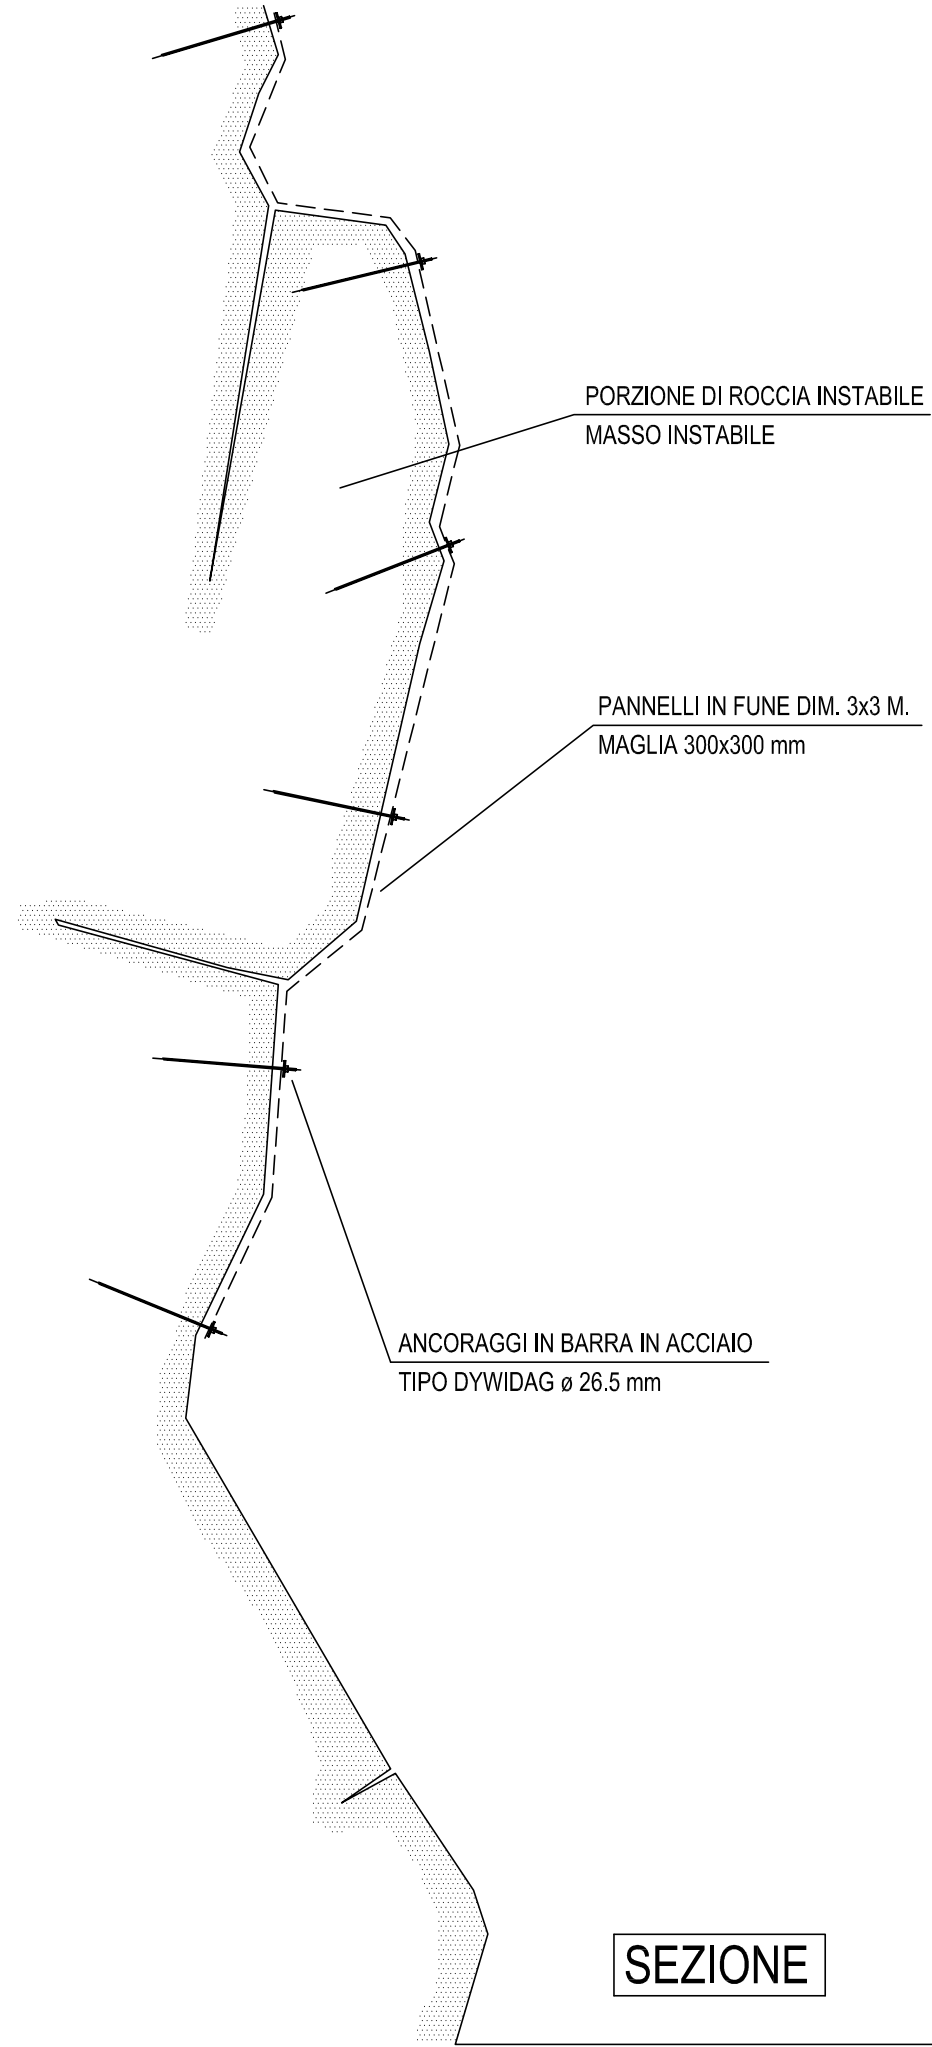 PORZIONE DI ROCCIA INSTABILE
MASSO INSTABILE
PANNELLI IN FUNE DIM. 3x3 M.
MAGLIA 300x300 mm
ANCORAGGI IN BARRA IN ACCIAIO
TIPO DYWIDAG ø 26.5 mm
SEZIONE